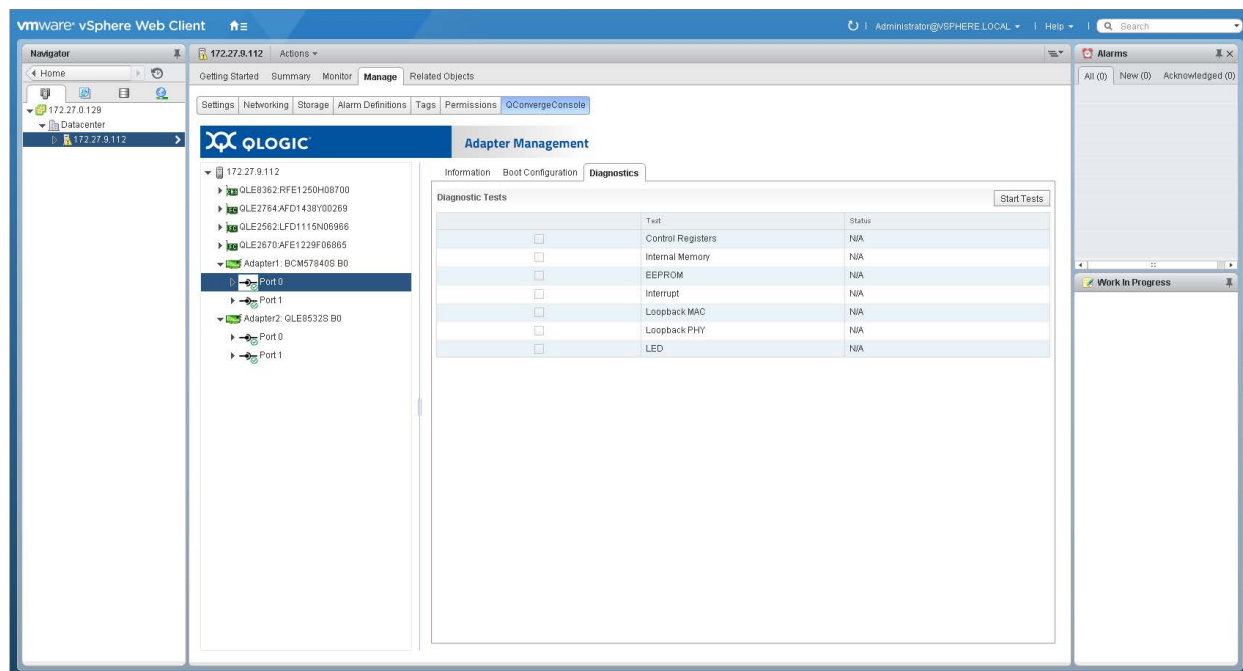 vmware® vSphere Web Client
Administrator@VSPHERE.LOCAL
Help
Search
Navigator
Home
172.27.0.129
Datacenter
172.27.9.112
172.27.9.112 Actions
Getting Started Summary Monitor Manage Related Objects
Settings Networking Storage Alarm Definitions Tags Permissions QConvergeConsole
QLOGIC
Adapter Management
172.27.9.112
QLE8362:RFE1250H08700
QLE2764:AFD1438Y00269
QLE2562:LFD1115N06966
QLE2670:AFE1229F06865
Adapter1: BCM57840S B0
Port 0
Port 1
Adapter2: QLE8532S B0
Port 0
Port 1
Information Boot Configuration Diagnostics
Diagnostic Tests
Start Tests
Test Status
Control Registers N/A
Internal Memory N/A
EEPROM N/A
Interrupt N/A
Loopback MAC N/A
Loopback PHY N/A
LED N/A
Alarms
All (0) New (0) Acknowledged (0)
Work In Progress